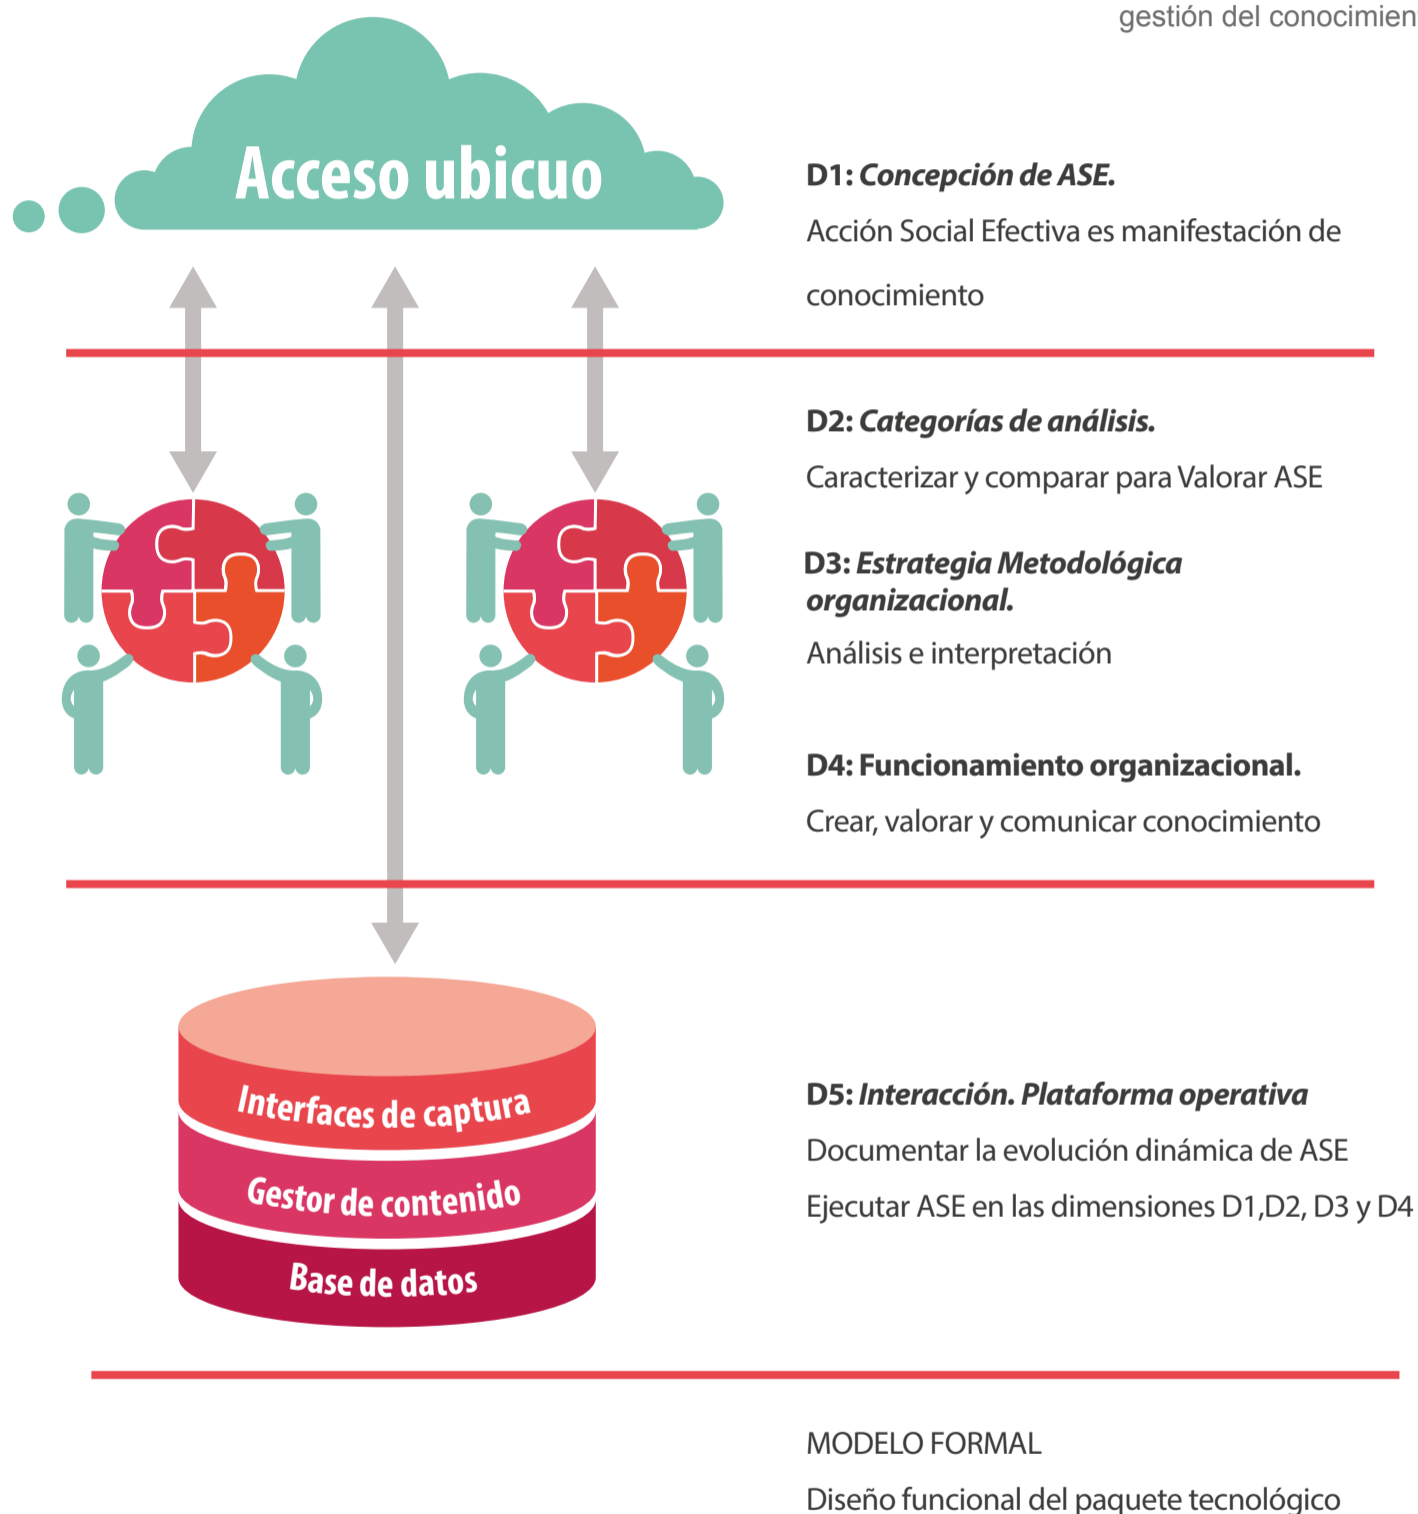 gestión del conocimien
Acceso ubicuo
D1: Concepción de ASE.
Acción Social Efectiva es manifestación de
conocimiento
D2: Categorías de análisis.
Caracterizar y comparar para Valorar ASE
D3: Estrategia Metodológica
organizacional.
Análisis e interpretación
D4: Funcionamiento organizacional.
Crear, valorar y comunicar conocimiento
Interfaces de captura
Gestor de contenido
Base de datos
D5: Interacción. Plataforma operativa
Documentar la evolución dinámica de ASE
Ejecutar ASE en las dimensiones D1,D2, D3 y D4
MODELO FORMAL
Diseño funcional del paquete tecnológico